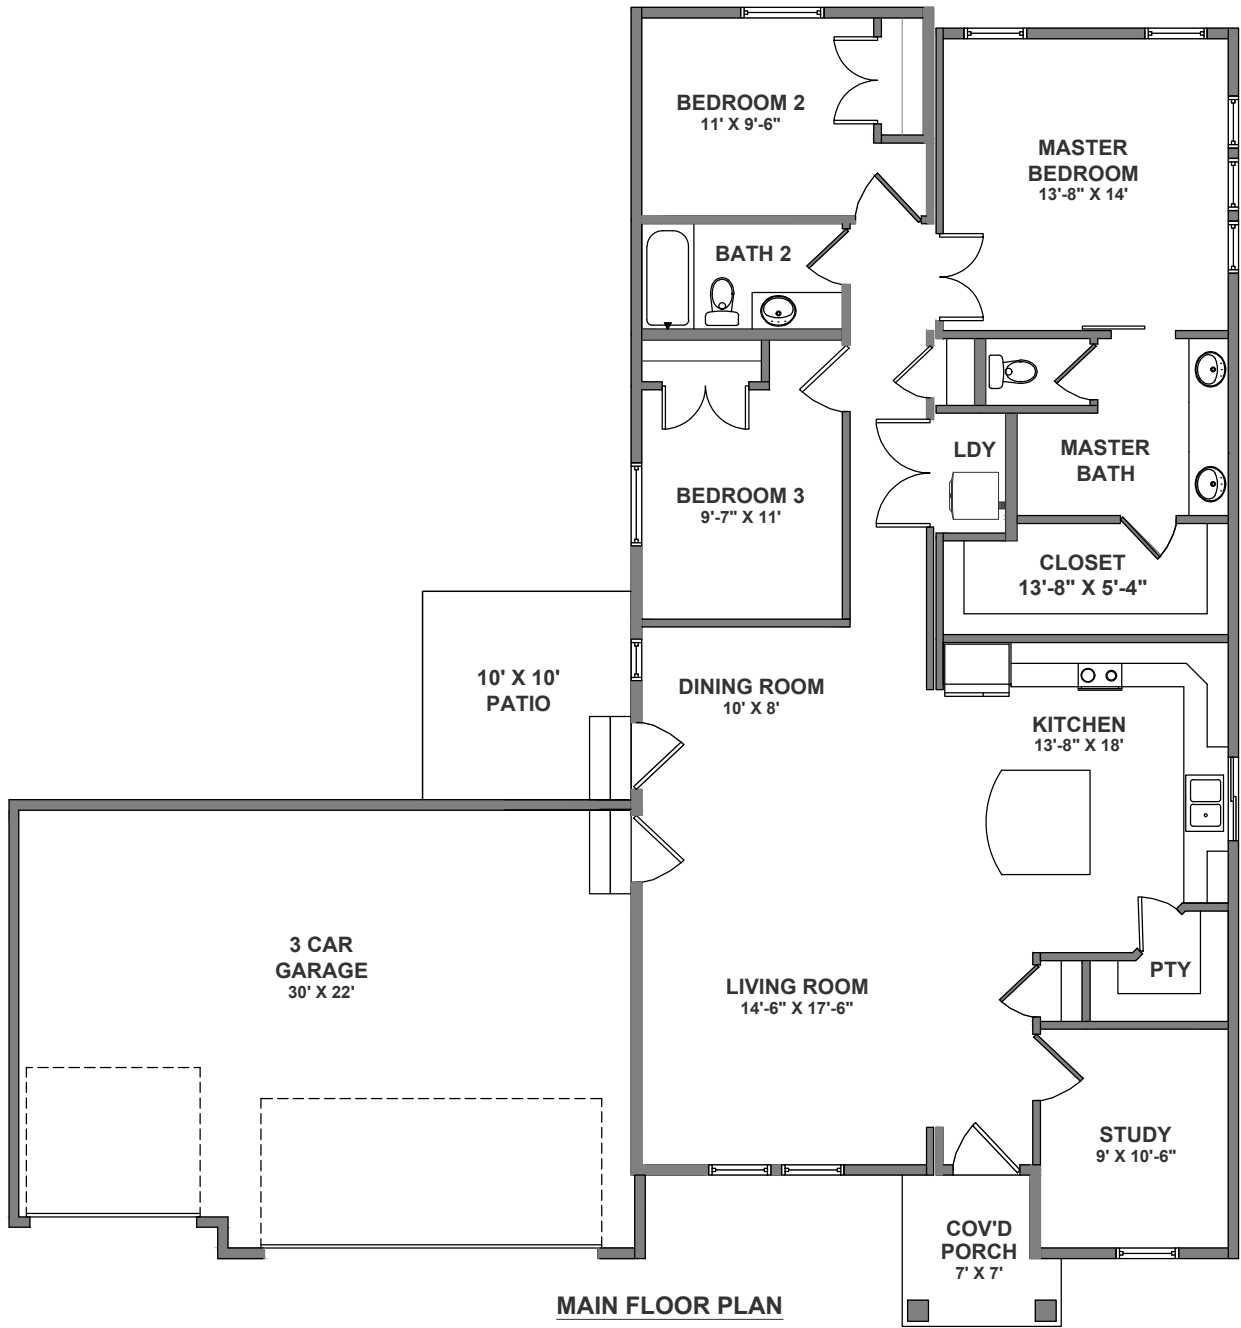 BEDROOM 2
11' X 9'-6"
MASTER
BEDROOM
13'-8" X 14'
BATH 2
LDY
MASTER
BATH
BEDROOM 3
9'-7" X 11'
CLOSET
13'-8" X 5'-4"
10' X 10'
PATIO
DINING ROOM
10' X 8'
KITCHEN
13'-8" X 18'
3 CAR
GARAGE
30' X 22'
LIVING ROOM
14'-6" X 17'-6"
PTY
STUDY
9' X 10'-6"
COV'D
PORCH
7' X 7'
MAIN FLOOR PLAN